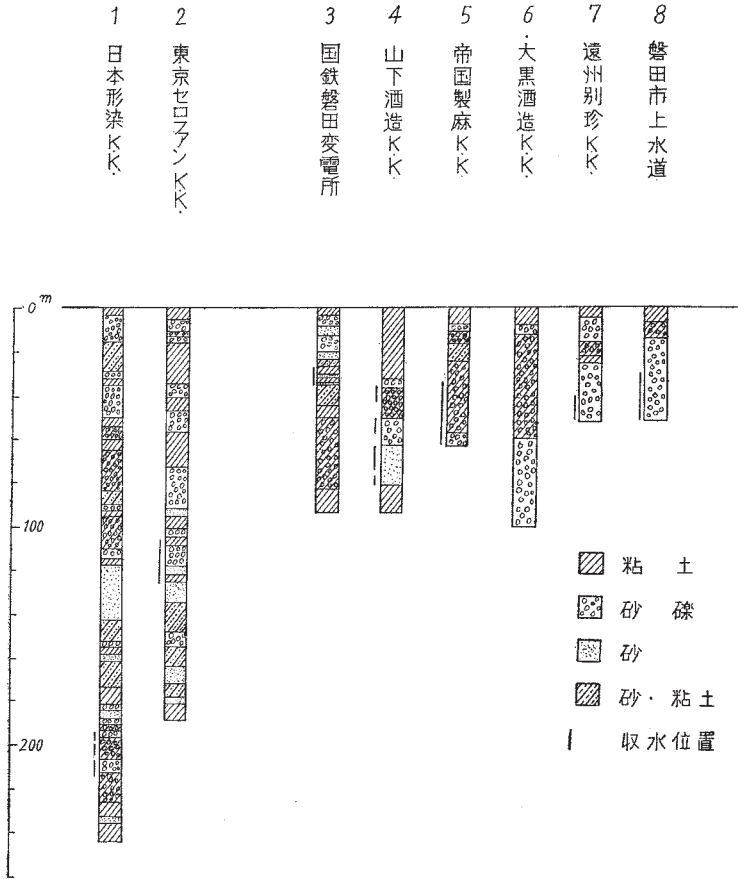 1
日本形染K.K.
2
東京セロファンK.K.
3
国鉄磐田変電所
4
山下酒造K.K.
5
帝国製麻K.K.
6
大黒酒造K.K.
7
遠州別珍K.K.
8
磐田市上水道
0 m
100
200
粘土
砂礫
砂
砂・粘土
収水位置